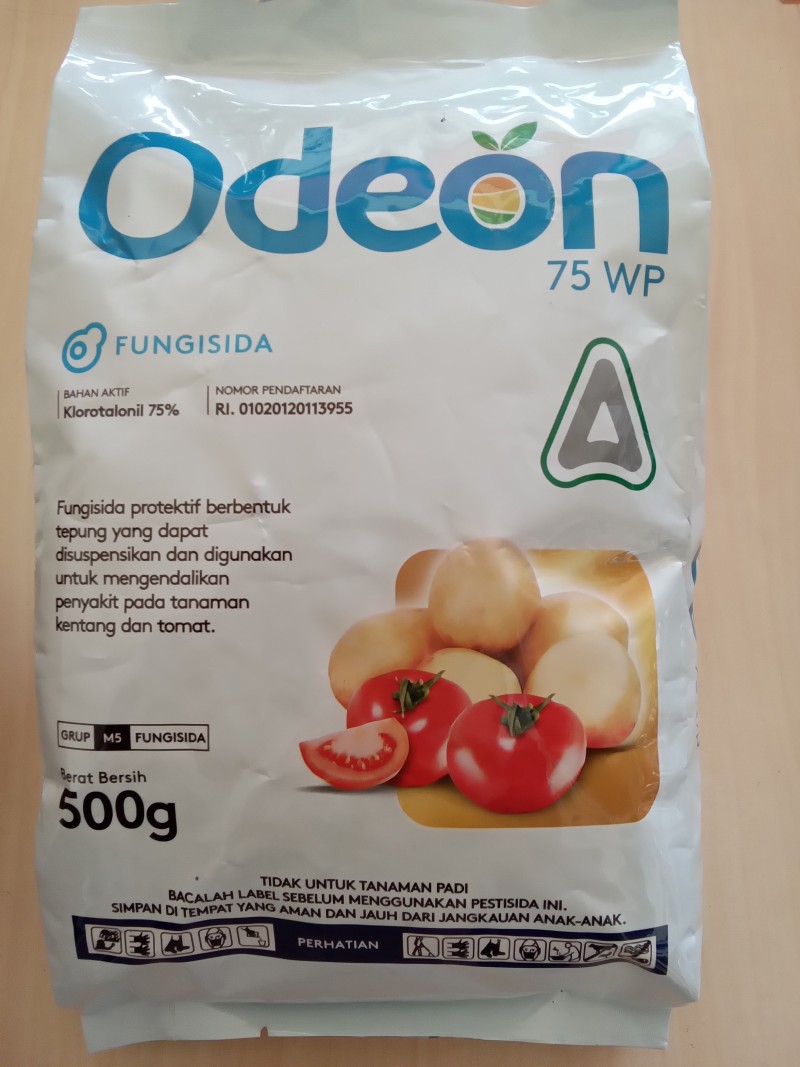 Odeon
75 WP
FUNGISIDA
BAHAN AKTIF
Klorotalonil 75%
NOMOR PENDAFTARAN
RI. 01020120113955
Fungisida protektif berbentuk
tepung yang dapat
disuspensikan dan digunakan
untuk mengendalikan
penyakit pada tanaman
kentang dan tomat.
GRUP M5 FUNGISIDA
Berat Bersih
500g
TIDAK UNTUK TANAMAN PADI
BACALAH LABEL SEBELUM MENGGUNAKAN PESTISIDA INI.
SIMPAN DI TEMPAT YANG AMAN DAN JAUH DARI JANGKAUAN ANAK-ANAK.
PERHATIAN